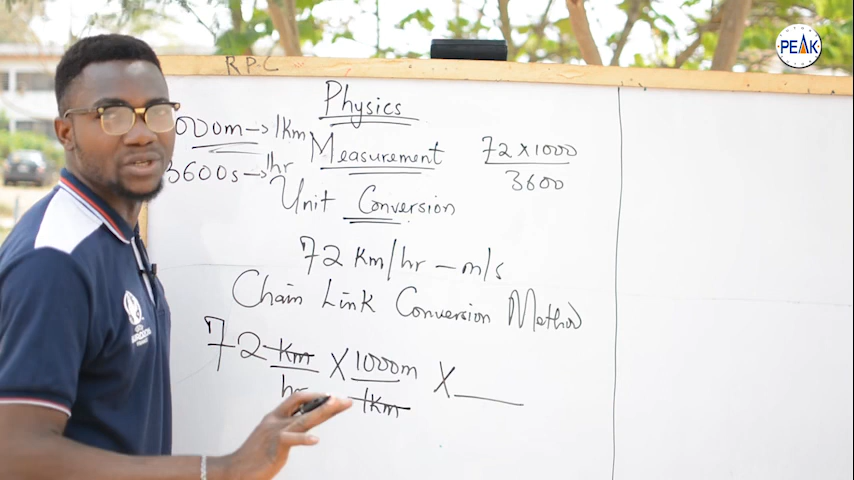 PEAK
R.P.C
Physics
000m → 1km
Measurement
72 x 1000
3600
3600s → 1hr
Unit Conversion
72 km/hr - m/s
Chain Link Conversion Method
72 km X 1000m X
hr 1km